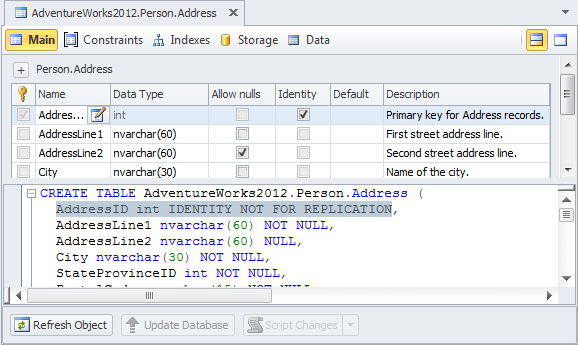 AdventureWorks2012.Person.Address
Main Constraints Indexes Storage Data
Person.Address
Name Data Type Allow nulls Identity Default Description
Addres... int Primary key for Address records.
AddressLine1 nvarchar(60) First street address line.
AddressLine2 nvarchar(60) Second street address line.
City nvarchar(30) Name of the city.
CREATE TABLE AdventureWorks2012.Person.Address (
AddressID int IDENTITY NOT FOR REPLICATION,
AddressLine1 nvarchar(60) NOT NULL,
AddressLine2 nvarchar(60) NULL,
City nvarchar(30) NOT NULL,
StateProvinceID int NOT NULL,
Refresh Object Update Database Script Changes